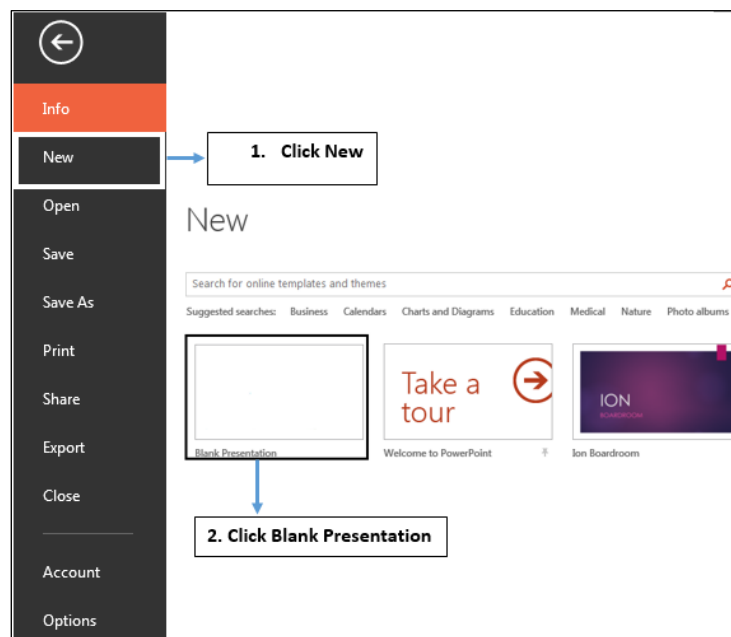 Info
New
Open
Save
Save As
Print
Share
Export
Close
Account
Options
1. Click New
New
Search for online templates and themes
Suggested searches: Business Calendars Charts and Diagrams Education Medical Nature Photo albums
Take a
tour
ION
BOARDROOM
Blank Presentation
Welcome to PowerPoint
Ion Boardroom
2. Click Blank Presentation